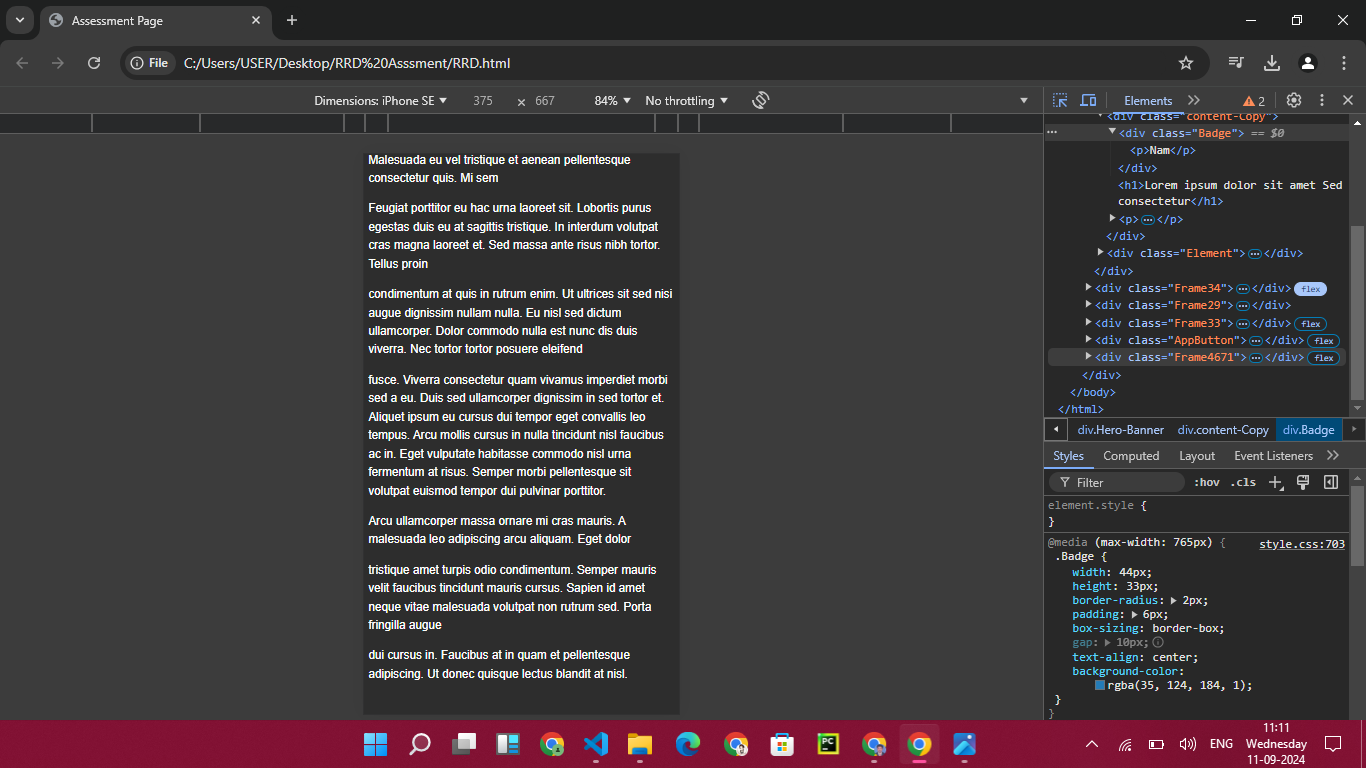 Assessment Page
File
C:/Users/USER/Desktop/RRD%20Asssment/RRD.html
Dimensions: iPhone SE 375 × 667 84% No throttling
Malesuada eu vel tristique et aenean pellentesque
consectetur quis. Mi sem
Feugiat porttitor eu hac urna laoreet sit. Lobortis purus
egestas duis eu at sagittis tristique. In interdum volutpat
cras magna laoreet et. Sed massa ante risus nibh tortor.
Tellus proin
condimentum at quis in rutrum enim. Ut ultrices sit sed nisi
augue dignissim nullam nulla. Eu nisl sed dictum
ullamcorper. Dolor commodo nulla est nunc dis duis
viverra. Nec tortor tortor posuere eleifend
fusce. Viverra consectetur quam vivamus imperdiet morbi
sed a eu. Duis sed ullamcorper dignissim in sed tortor et.
Aliquet ipsum eu cursus dui tempor eget convallis leo
tempus. Arcu mollis cursus in nulla tincidunt nisl faucibus
ac in. Eget vulputate habitasse commodo nisl urna
fermentum at risus. Semper morbi pellentesque sit
volutpat euismod tempor dui pulvinar porttitor.
Arcu ullamcorper massa ornare mi cras mauris. A
malesuada leo adipiscing arcu aliquam. Eget dolor
tristique amet turpis odio condimentum. Semper mauris
velit faucibus tincidunt mauris cursus. Sapien id amet
neque vitae malesuada volutpat non rutrum sed. Porta
fringilla augue
dui cursus in. Faucibus at in quam et pellentesque
adipiscing. Ut donec quisque lectus blandit at nisl.
Elements 2
<div class="content-Copy">
<div class="Badge"> == $0
<p>Nam</p>
</div>
<h1>Lorem ipsum dolor sit amet Sed
consectetur</h1>
<p>…</p>
</div>
<div class="Element">…</div>
</div>
<div class="Frame34">…</div> flex
<div class="Frame29">…</div>
<div class="Frame33">…</div> flex
<div class="AppButton">…</div> flex
<div class="Frame4671">…</div> flex
</div>
</body>
</html>
div.Hero-Banner div.content-Copy div.Badge
Styles Computed Layout Event Listeners
Filter :hov .cls
element.style {
}
@media (max-width: 765px) { style.css:703
.Badge {
width: 44px;
height: 33px;
border-radius: 2px;
padding: 6px;
box-sizing: border-box;
gap: 10px;
text-align: center;
background-color:
rgba(35, 124, 184, 1);
}
}
PC
ENG
11:11
Wednesday
11-09-2024